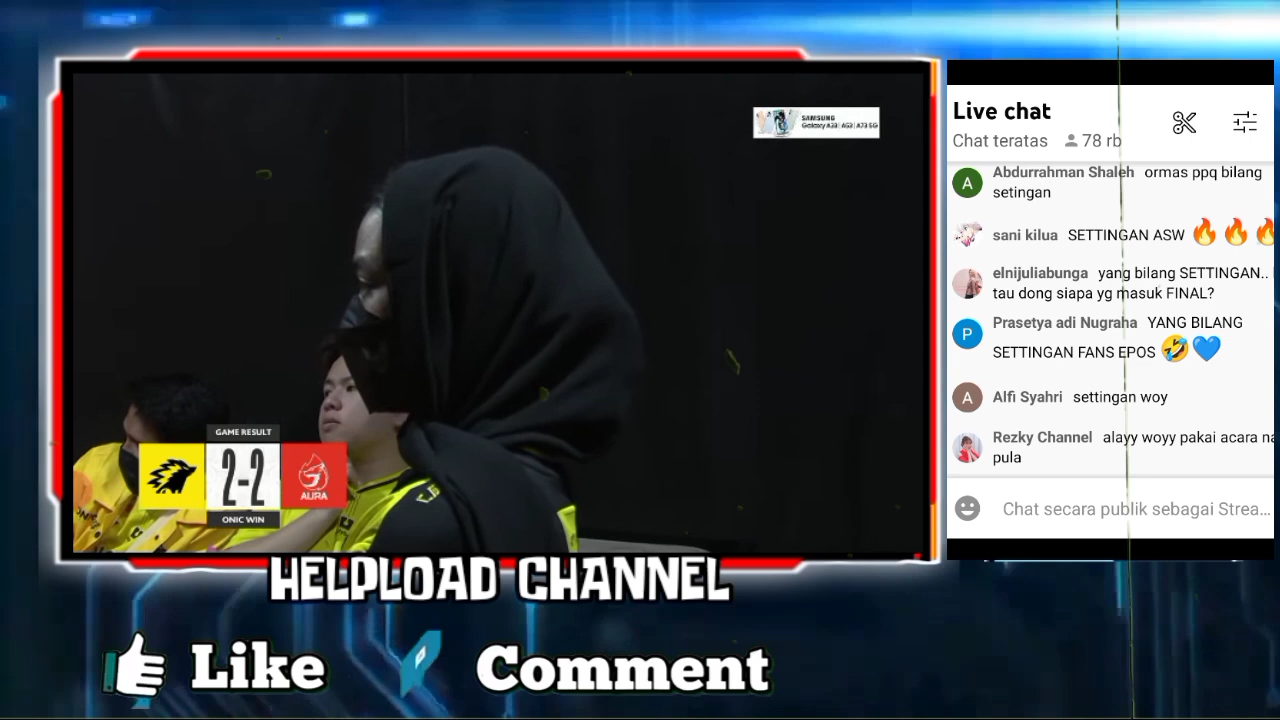 SAMSUNG
Galaxy A33 | A53 | A73 5G
GAME RESULT
2-2
AURA
ONIC WIN
HELPLOAD CHANNEL
Like
Comment
Live chat
Chat teratas 78 rb
Abdurrahman Shaleh ormas ppq bilang
setingan
sani kilua SETTINGAN ASW 🔥🔥🔥
elnijuliabunga yang bilang SETTINGAN..
tau dong siapa yg masuk FINAL?
Prasetya adi Nugraha YANG BILANG
SETTINGAN FANS EPOS 🤣💙
Alfi Syahri settingan woy
Rezky Channel alayy woyy pakai acara na
pula
Chat secara publik sebagai Strea...